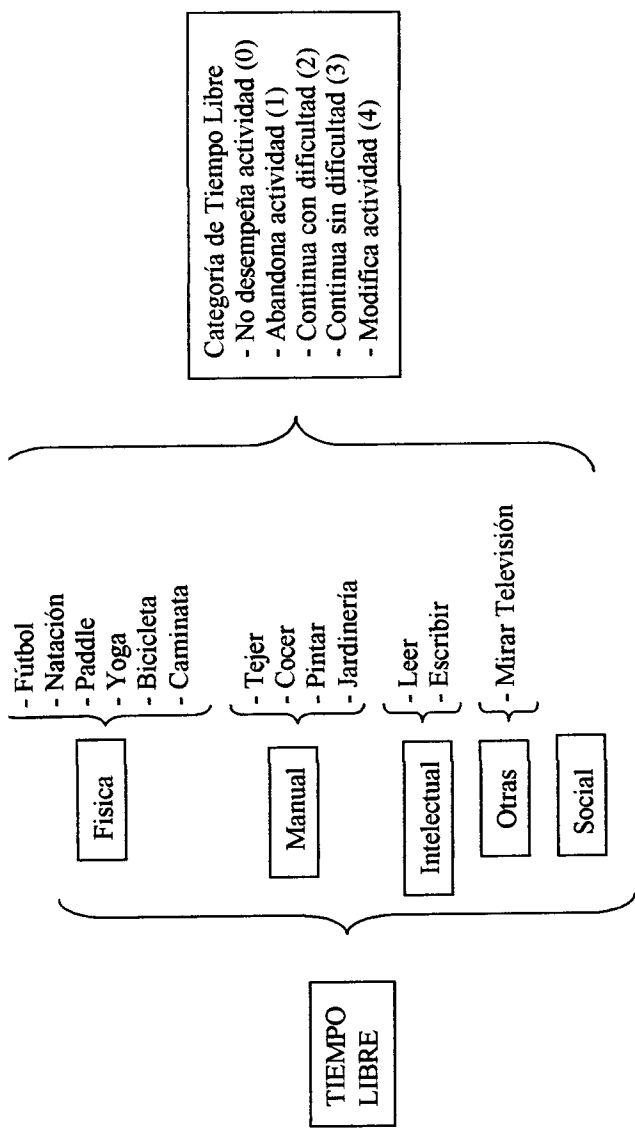 TIEMPO
LIBRE
Fisica
- Fútbol
- Natación
- Paddle
- Yoga
- Bicicleta
- Caminata
Manual
- Tejer
- Cocer
- Pintar
- Jardinería
Intelectual
- Leer
- Escribir
Otras
- Mirar Televisión
Social
Categoría de Tiempo Libre
- No desempeña actividad (0)
- Abandona actividad (1)
- Continua con dificultad (2)
- Continua sin dificultad (3)
- Modifica actividad (4)